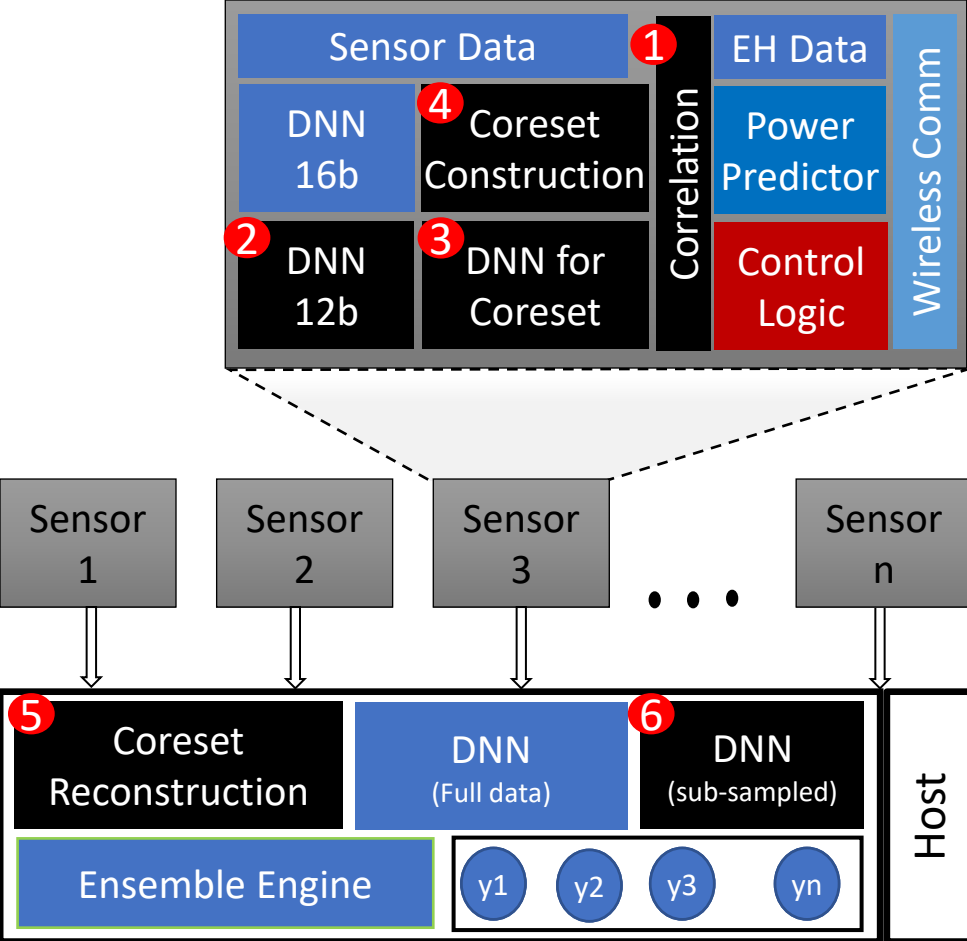 Sensor Data
1
EH Data
DNN
16b
4
Coreset
Construction
Correlation
Power
Predictor
Wireless Comm
2
DNN
12b
3
DNN for
Coreset
Control
Logic
Sensor
1
Sensor
2
Sensor
3
Sensor
n
5
Coreset
Reconstruction
DNN
(Full data)
6
DNN
(sub-sampled)
Host
Ensemble Engine
y1
y2
y3
yn